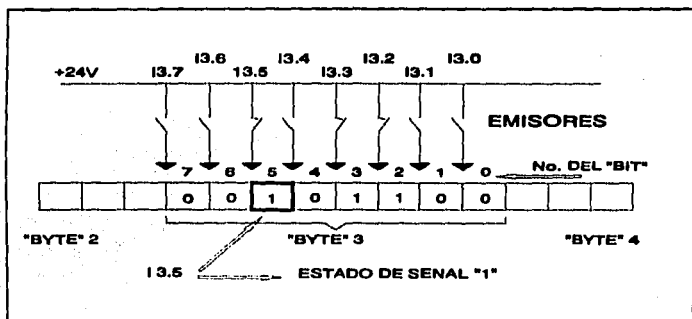 I3.6 I3.4 I3.2 I3.0
+24V I3.7 I3.5 I3.3 I3.1
EMISORES
7 6 5 4 3 2 1 0 No. DEL "BIT"
0 0 1 0 1 1 0 0
"BYTE" 2 "BYTE" 3 "BYTE" 4
I3.5 ESTADO DE SENAL "1"